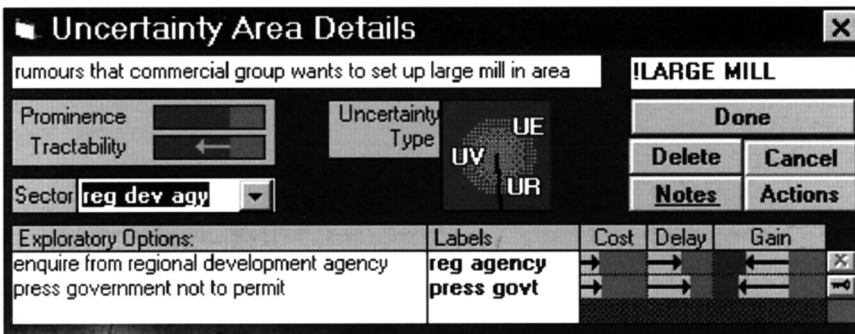 Uncertainty Area Details
rumours that commercial group wants to set up large mill in area
!LARGE MILL
Prominence
Tractability
Uncertainty
Type
UE
UV
UR
Done
Delete Cancel
Notes Actions
Sector reg dev agy
Exploratory Options: Labels Cost Delay Gain
enquire from regional development agency reg agency
press government not to permit press govt